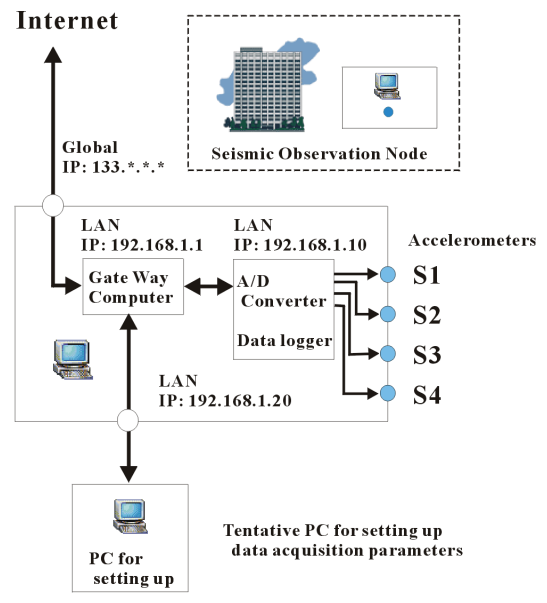 Internet
Seismic Observation Node
Global
IP: 133.*.*.*
LAN
IP: 192.168.1.1
LAN
IP: 192.168.1.10
Accelerometers
Gate Way
Computer
A/D
Converter
Data logger
S1
S2
S3
S4
LAN
IP: 192.168.1.20
PC for
setting up
Tentative PC for setting up
data acquisition parameters